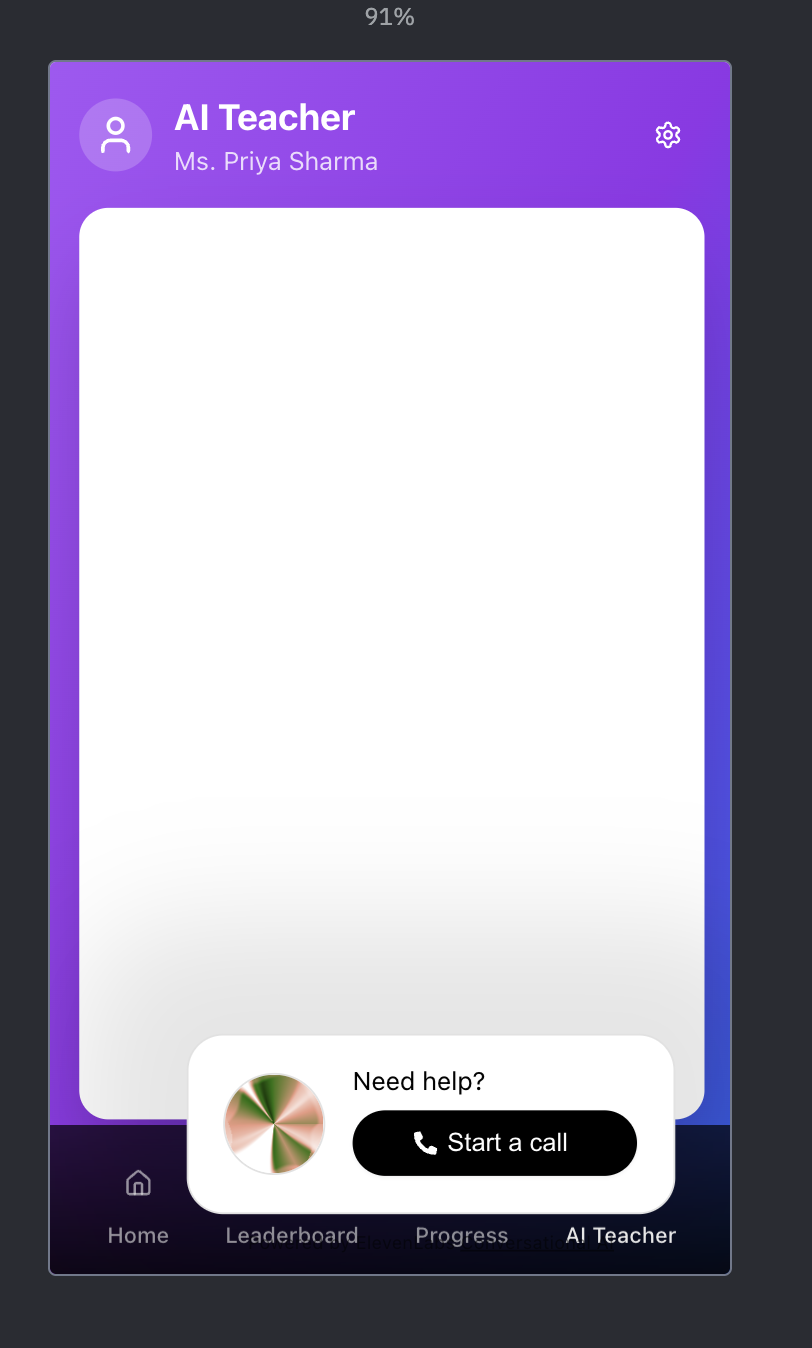 91%
AI Teacher
Ms. Priya Sharma
Need help?
Start a call
Home
Leaderboard
Progress
AI Teacher